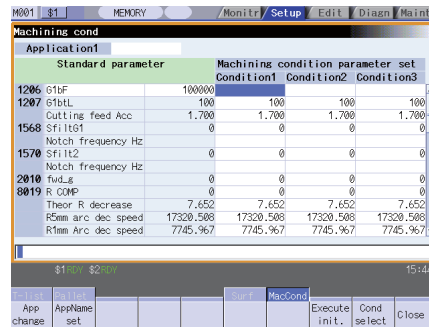 M001 $1 MEMORY /Monitr/ Setup / Edit / Diagn / Maint
Machining cond
Application1
Standard parameter Machining condition parameter set
Condition1 Condition2 Condition3
1206 G1bF 100000
1207 G1btL 100 100 100 100
Cutting feed Acc 1.700 1.700 1.700 1.700
1568 SfiltG1 0 0 0 0
Notch frequency Hz
1570 Sfilt2 0 0 0 0
Notch frequency Hz
2010 fwd_g 0 0 0 0
8019 R COMP 0 0 0 0
Theor R decrease 7.652 7.652 7.652 7.652
R5mm arc dec speed 17320.508 17320.508 17320.508 17320.508
R1mm Arc dec speed 7745.967 7745.967 7745.967 7745.967
$1 RDY $2 RDY 15:44
T-list Pallet Surf MacCond
App change AppName set Execute init. Cond select Close